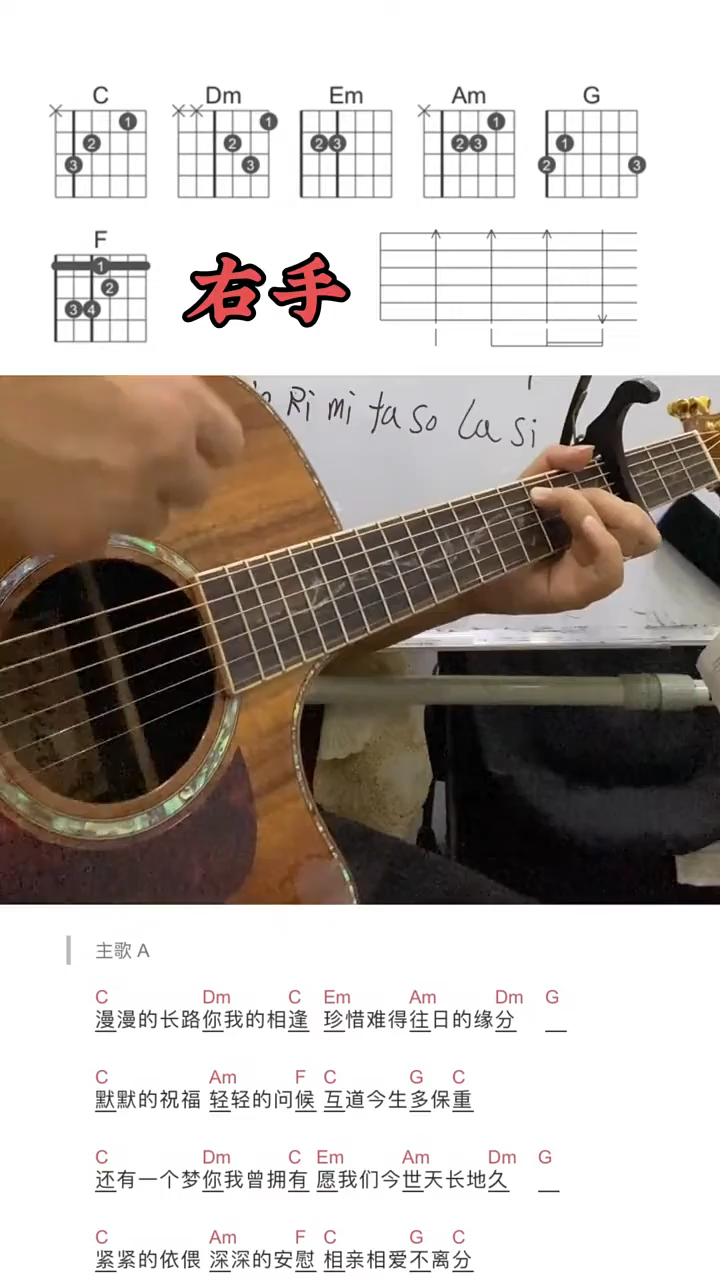 C Dm Em Am G
F
右手
Ri mi ta so La si
主歌 A
C Dm C Em Am Dm G
漫漫的长路你我的相逢 珍惜难得往日的缘分
C Am F C G C
默默的祝福 轻轻的问候 互道今生多保重
C Dm C Em Am Dm G
还有一个梦你我曾拥有 愿我们今世天长地久
C Am F C G C
紧紧的依偎 深深的安慰 相亲相爱不离分